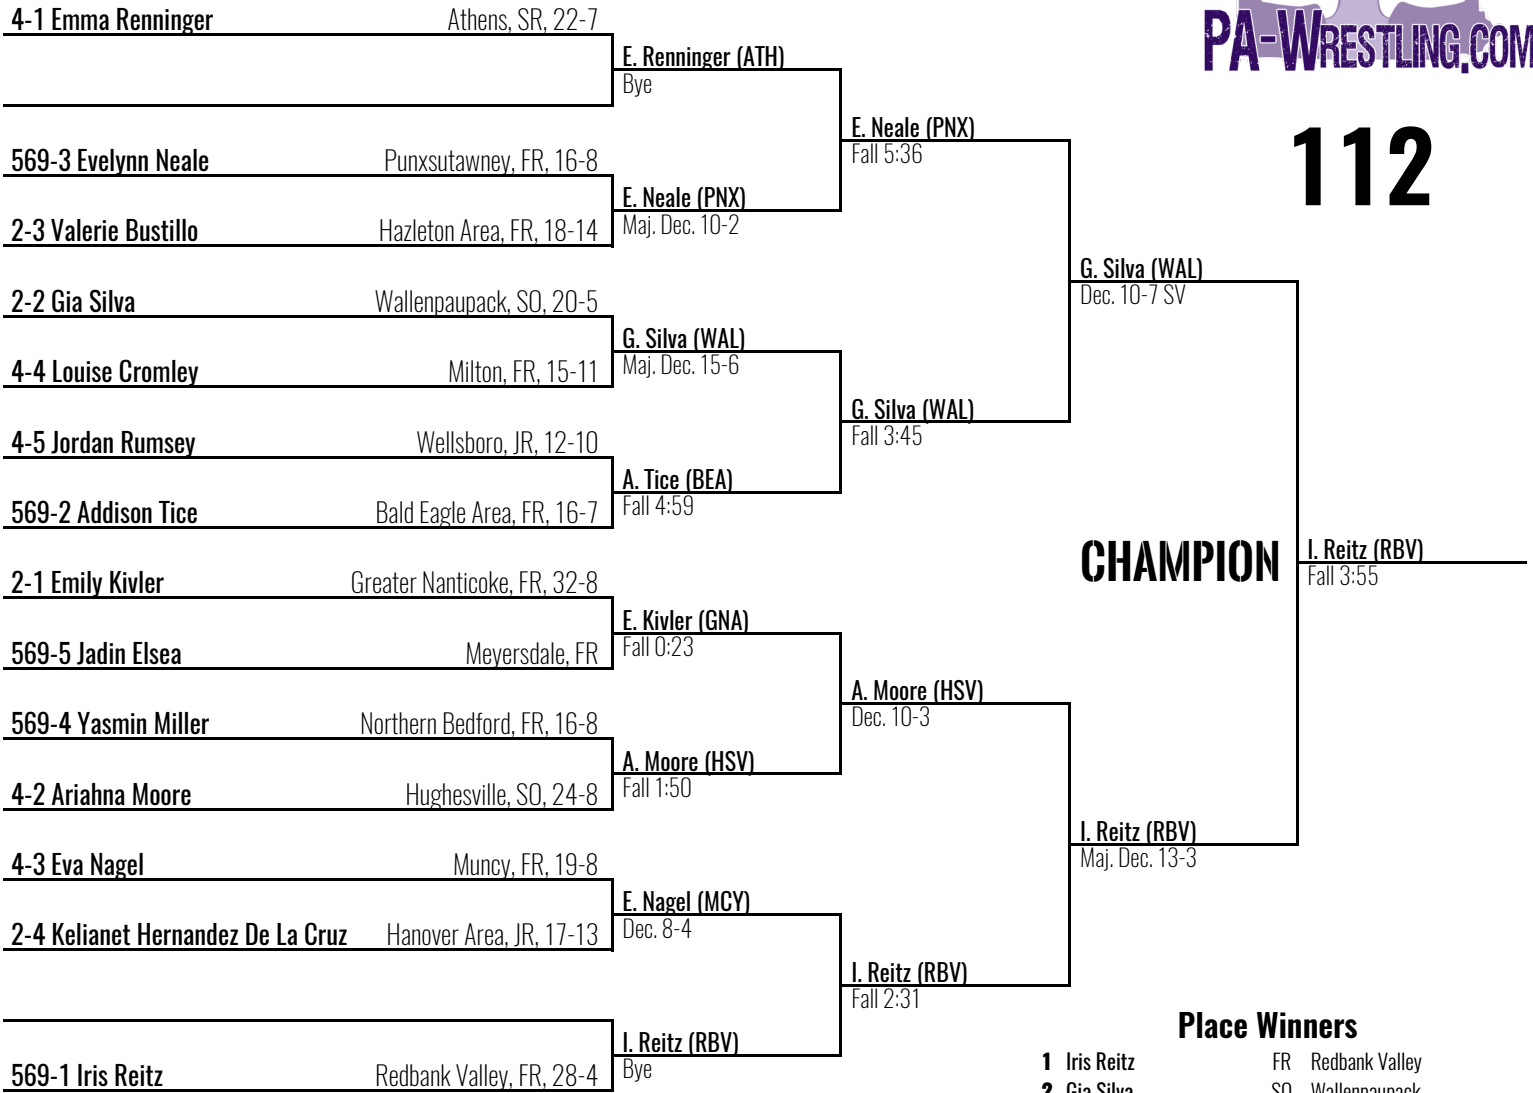 PA-WRESTLING.COM
112
4-1 Emma Renninger Athens, SR, 22-7
E. Renninger (ATH)
Bye
569-3 Evelynn Neale Punxsutawney, FR, 16-8
E. Neale (PNX)
Maj. Dec. 10-2
2-3 Valerie Bustillo Hazleton Area, FR, 18-14
E. Neale (PNX)
Fall 5:36
2-2 Gia Silva Wallenpaupack, SO, 20-5
G. Silva (WAL)
Maj. Dec. 15-6
4-4 Louise Cromley Milton, FR, 15-11
G. Silva (WAL)
Dec. 10-7 SV
G. Silva (WAL)
Fall 3:45
4-5 Jordan Rumsey Wellsboro, JR, 12-10
A. Tice (BEA)
Fall 4:59
569-2 Addison Tice Bald Eagle Area, FR, 16-7
CHAMPION
I. Reitz (RBV)
Fall 3:55
2-1 Emily Kivler Greater Nanticoke, FR, 32-8
E. Kivler (GNA)
Fall 0:23
569-5 Jadin Elsea Meyersdale, FR
A. Moore (HSV)
Dec. 10-3
569-4 Yasmin Miller Northern Bedford, FR, 16-8
A. Moore (HSV)
Fall 1:50
4-2 Ariahna Moore Hughesville, SO, 24-8
I. Reitz (RBV)
Maj. Dec. 13-3
4-3 Eva Nagel Muncy, FR, 19-8
E. Nagel (MCY)
Dec. 8-4
2-4 Kelianet Hernandez De La Cruz Hanover Area, JR, 17-13
I. Reitz (RBV)
Fall 2:31
I. Reitz (RBV)
Bye
569-1 Iris Reitz Redbank Valley, FR, 28-4
Place Winners
1 Iris Reitz FR Redbank Valley
2 Gia Silva SO Wallenpaupack